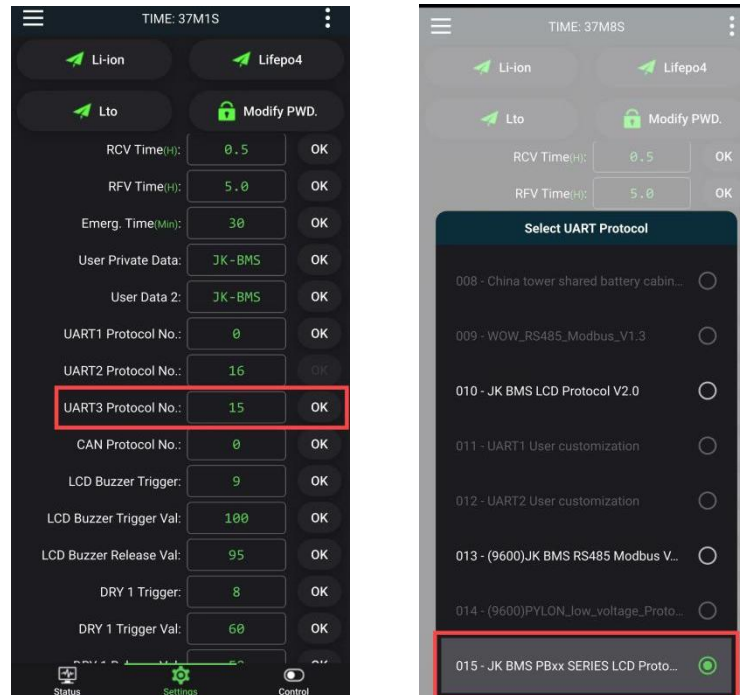 TIME: 37M1S
Li-ion
Lifepo4
Lto
Modify PWD.
RCV Time(H): 0.5 OK
RFV Time(H): 5.0 OK
Emerg. Time(Min): 30 OK
User Private Data: JK-BMS OK
User Data 2: JK-BMS OK
UART1 Protocol No.: 0 OK
UART2 Protocol No.: 16 OK
UART3 Protocol No.: 15 OK
CAN Protocol No.: 0 OK
LCD Buzzer Trigger: 9 OK
LCD Buzzer Trigger Val: 100 OK
LCD Buzzer Release Val: 95 OK
DRY 1 Trigger: 8 OK
DRY 1 Trigger Val: 60 OK
Status Settings Control
TIME: 37M8S
Li-ion
Lifepo4
Lto
Modify PWD.
RCV Time(H): 0.5 OK
RFV Time(H): 5.0 OK
Select UART Protocol
008 - China tower shared battery cabin...
009 - WOW_RS485_Modbus_V1.3
010 - JK BMS LCD Protocol V2.0
011 - UART1 User customization
012 - UART2 User customization
013 - (9600)JK BMS RS485 Modbus V...
014 - (9600)PYLON_low_voltage_Proto...
015 - JK BMS PBxx SERIES LCD Proto...